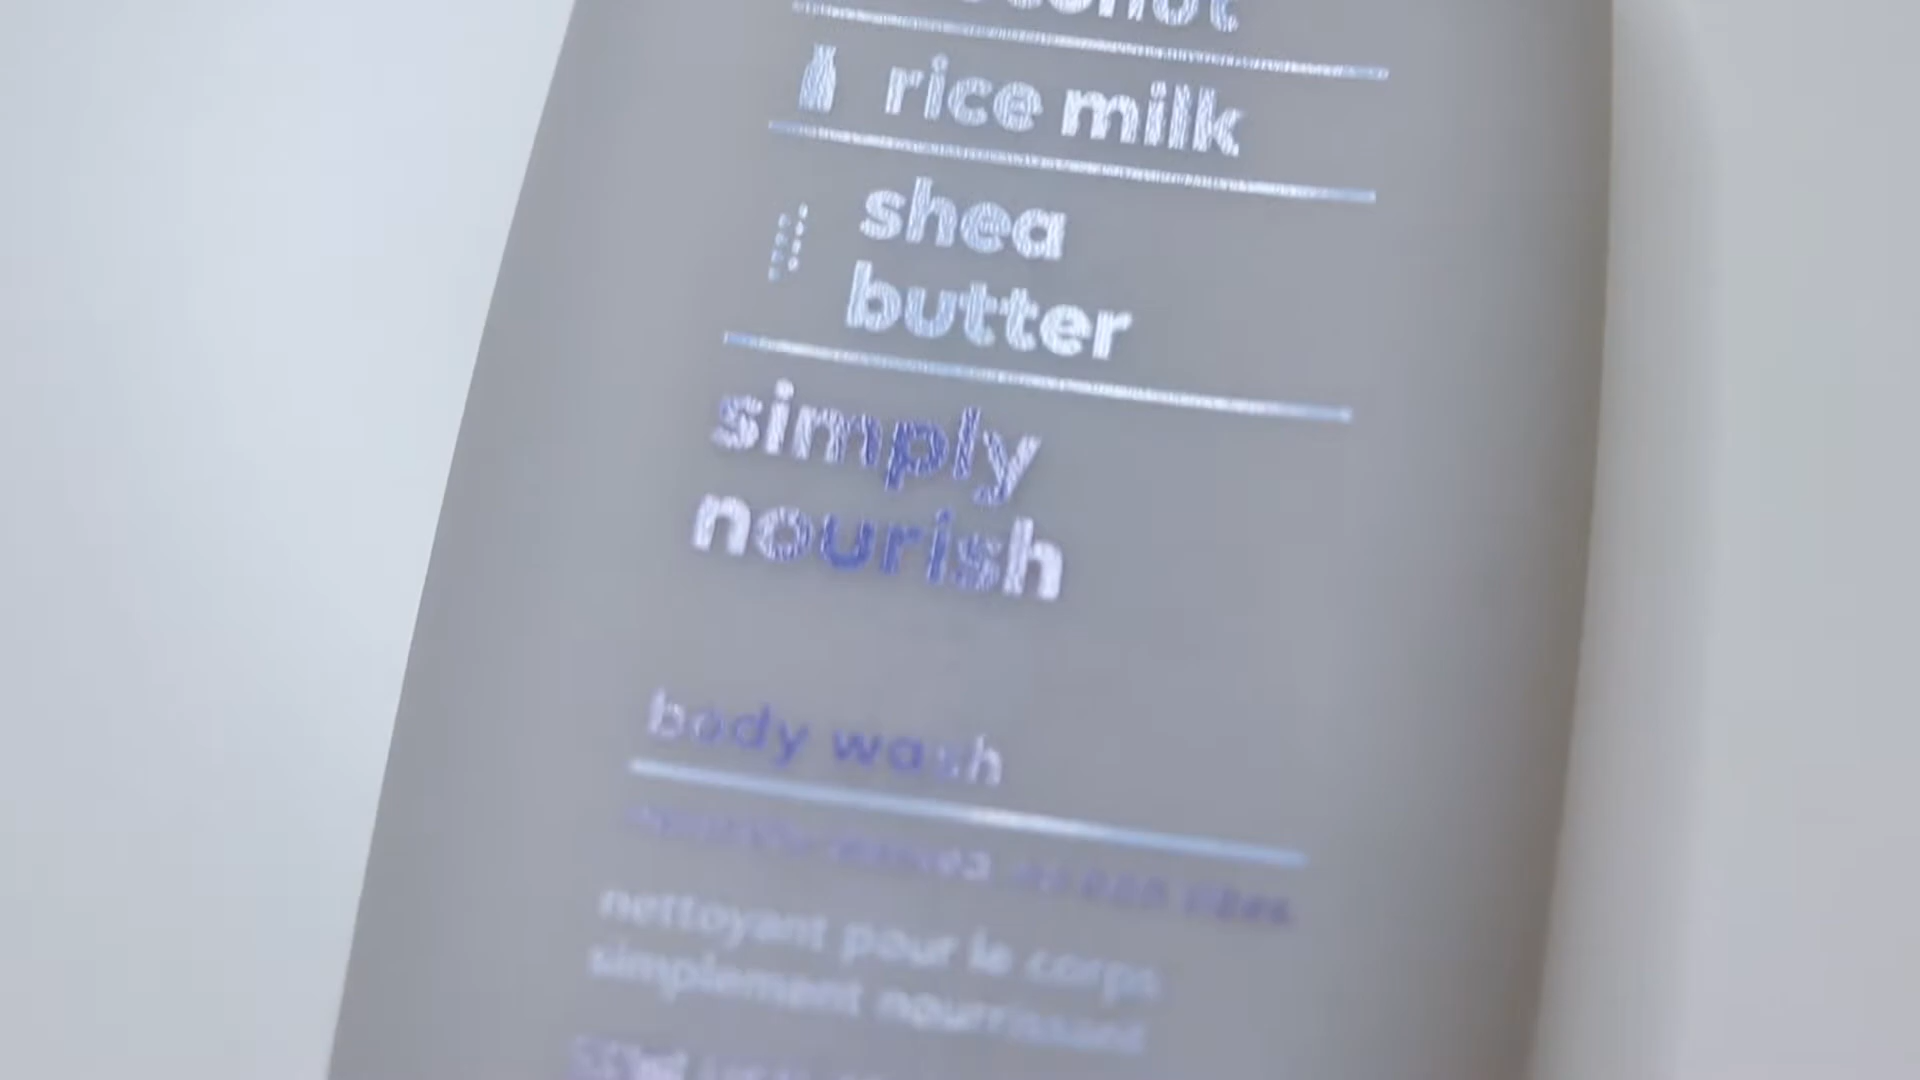 rice milk
shea
butter
simply
nourish
body wash
nettoyant pour le corps
simplement nourrissant